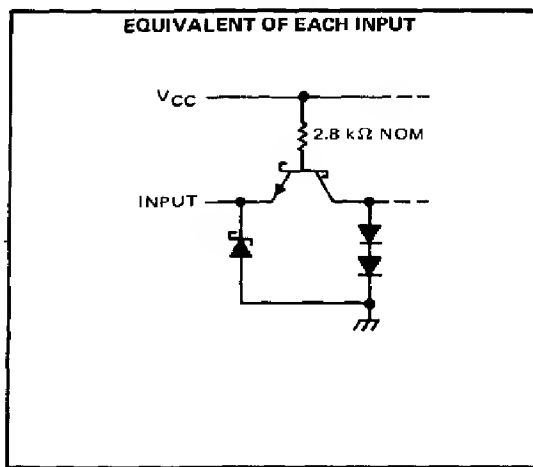 EQUIVALENT OF EACH INPUT
VCC
2.8 kΩ NOM
INPUT